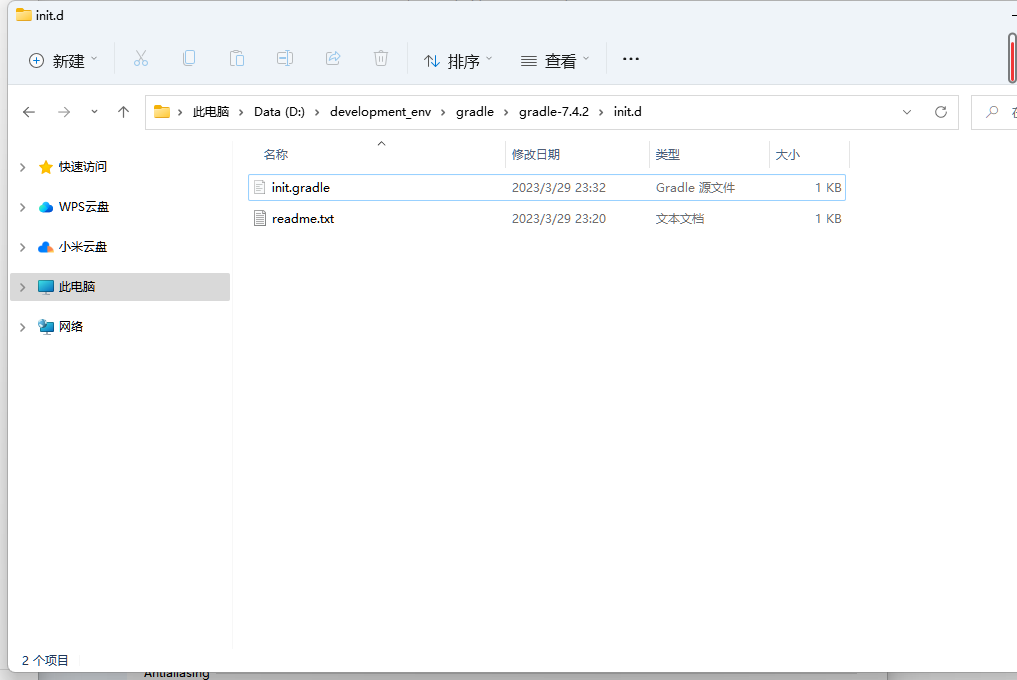 init.d
新建 排序 查看
此电脑 Data (D:) development_env gradle gradle-7.4.2 init.d
名称 修改日期 类型 大小
快速访问
WPS云盘
小米云盘
此电脑
网络
init.gradle 2023/3/29 23:32 Gradle 源文件 1 KB
readme.txt 2023/3/29 23:20 文本文档 1 KB
2 个项目
Antialiasing